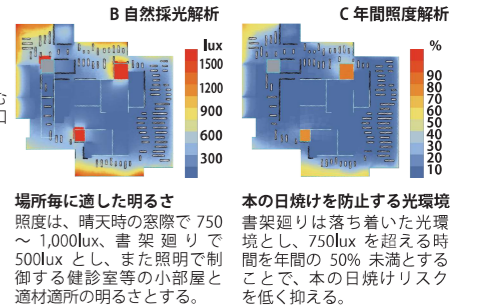 B 自然採光解析
lux
1500
1200
900
600
300
場所毎に適した明るさ
照度は、晴天時の窓際で 750
～ 1,000lux、書架廻りで
500lux とし、また照明で制
御する健診室等の小部屋と
適材適所の明るさとする。
C 年間照度解析
%
90
80
70
60
50
40
30
20
10
本の日焼けを防止する光環境
書架廻りは落ち着いた光環
境とし、750lux を超える時
間を年間の 50% 未満とする
ことで、本の日焼けリスク
を低く抑える。